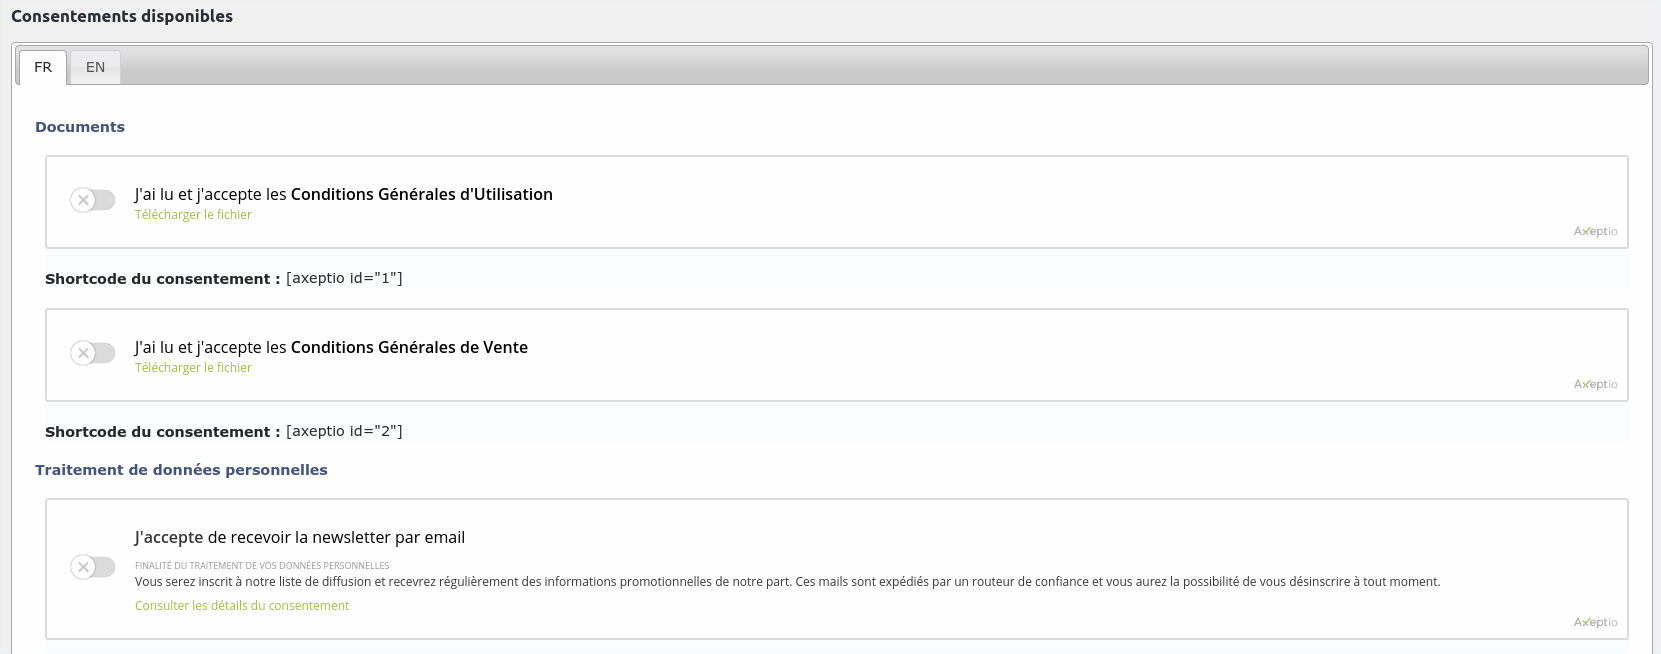 Consentements disponibles
FR
EN
Documents
J'ai lu et j'accepte les Conditions Générales d'Utilisation
Télécharger le fichier
Axeptio
Shortcode du consentement : [axeptio id="1"]
J'ai lu et j'accepte les Conditions Générales de Vente
Télécharger le fichier
Axeptio
Shortcode du consentement : [axeptio id="2"]
Traitement de données personnelles
J'accepte de recevoir la newsletter par email
FINALITÉ DU TRAITEMENT DE VOS DONNÉES PERSONNELLES
Vous serez inscrit à notre liste de diffusion et recevrez régulièrement des informations promotionnelles de notre part. Ces mails sont expédiés par un routeur de confiance et vous aurez la possibilité de vous désinscrire à tout moment.
Consulter les détails du consentement
Axeptio